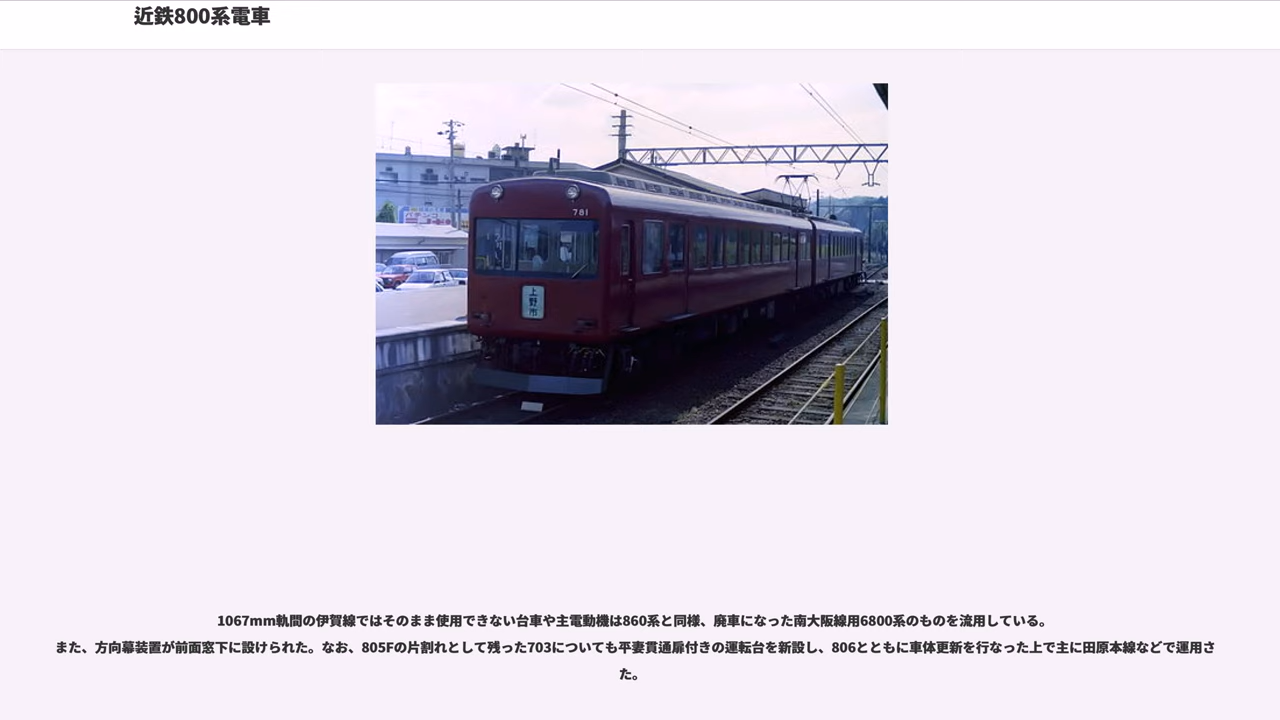 近鉄800系電車
781
上野市
1067mm軌間の伊賀線ではそのまま使用できない台車や主電動機は860系と同様、廃車になった南大阪線用6800系のものを流用している。
また、方向幕装置が前面窓下に設けられた。なお、805Fの片割れとして残った703についても平妻貫通扉付きの運転台を新設し、806とともに車体更新を行なった上で主に田原本線などで運用さ
た。